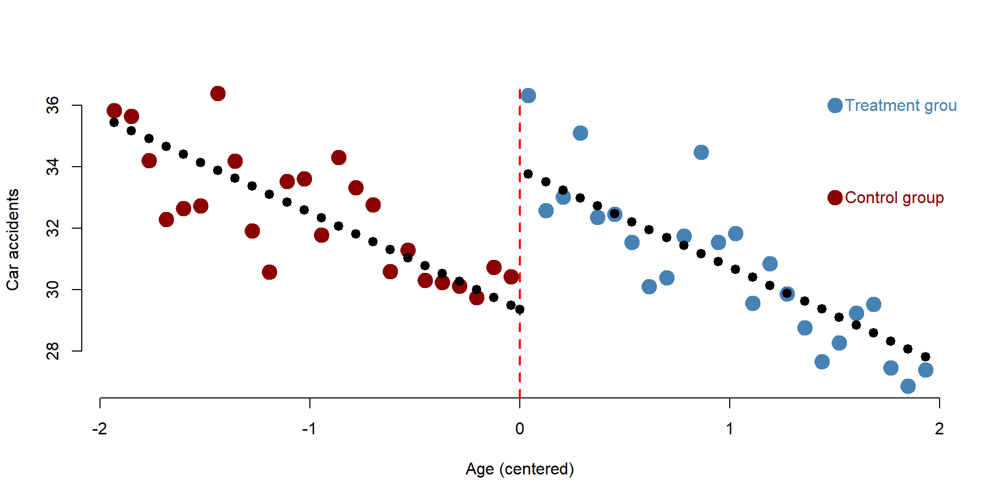 Treatment grou
Control group
Car accidents
36
34
32
30
28
-2 -1 0 1 2
Age (centered)